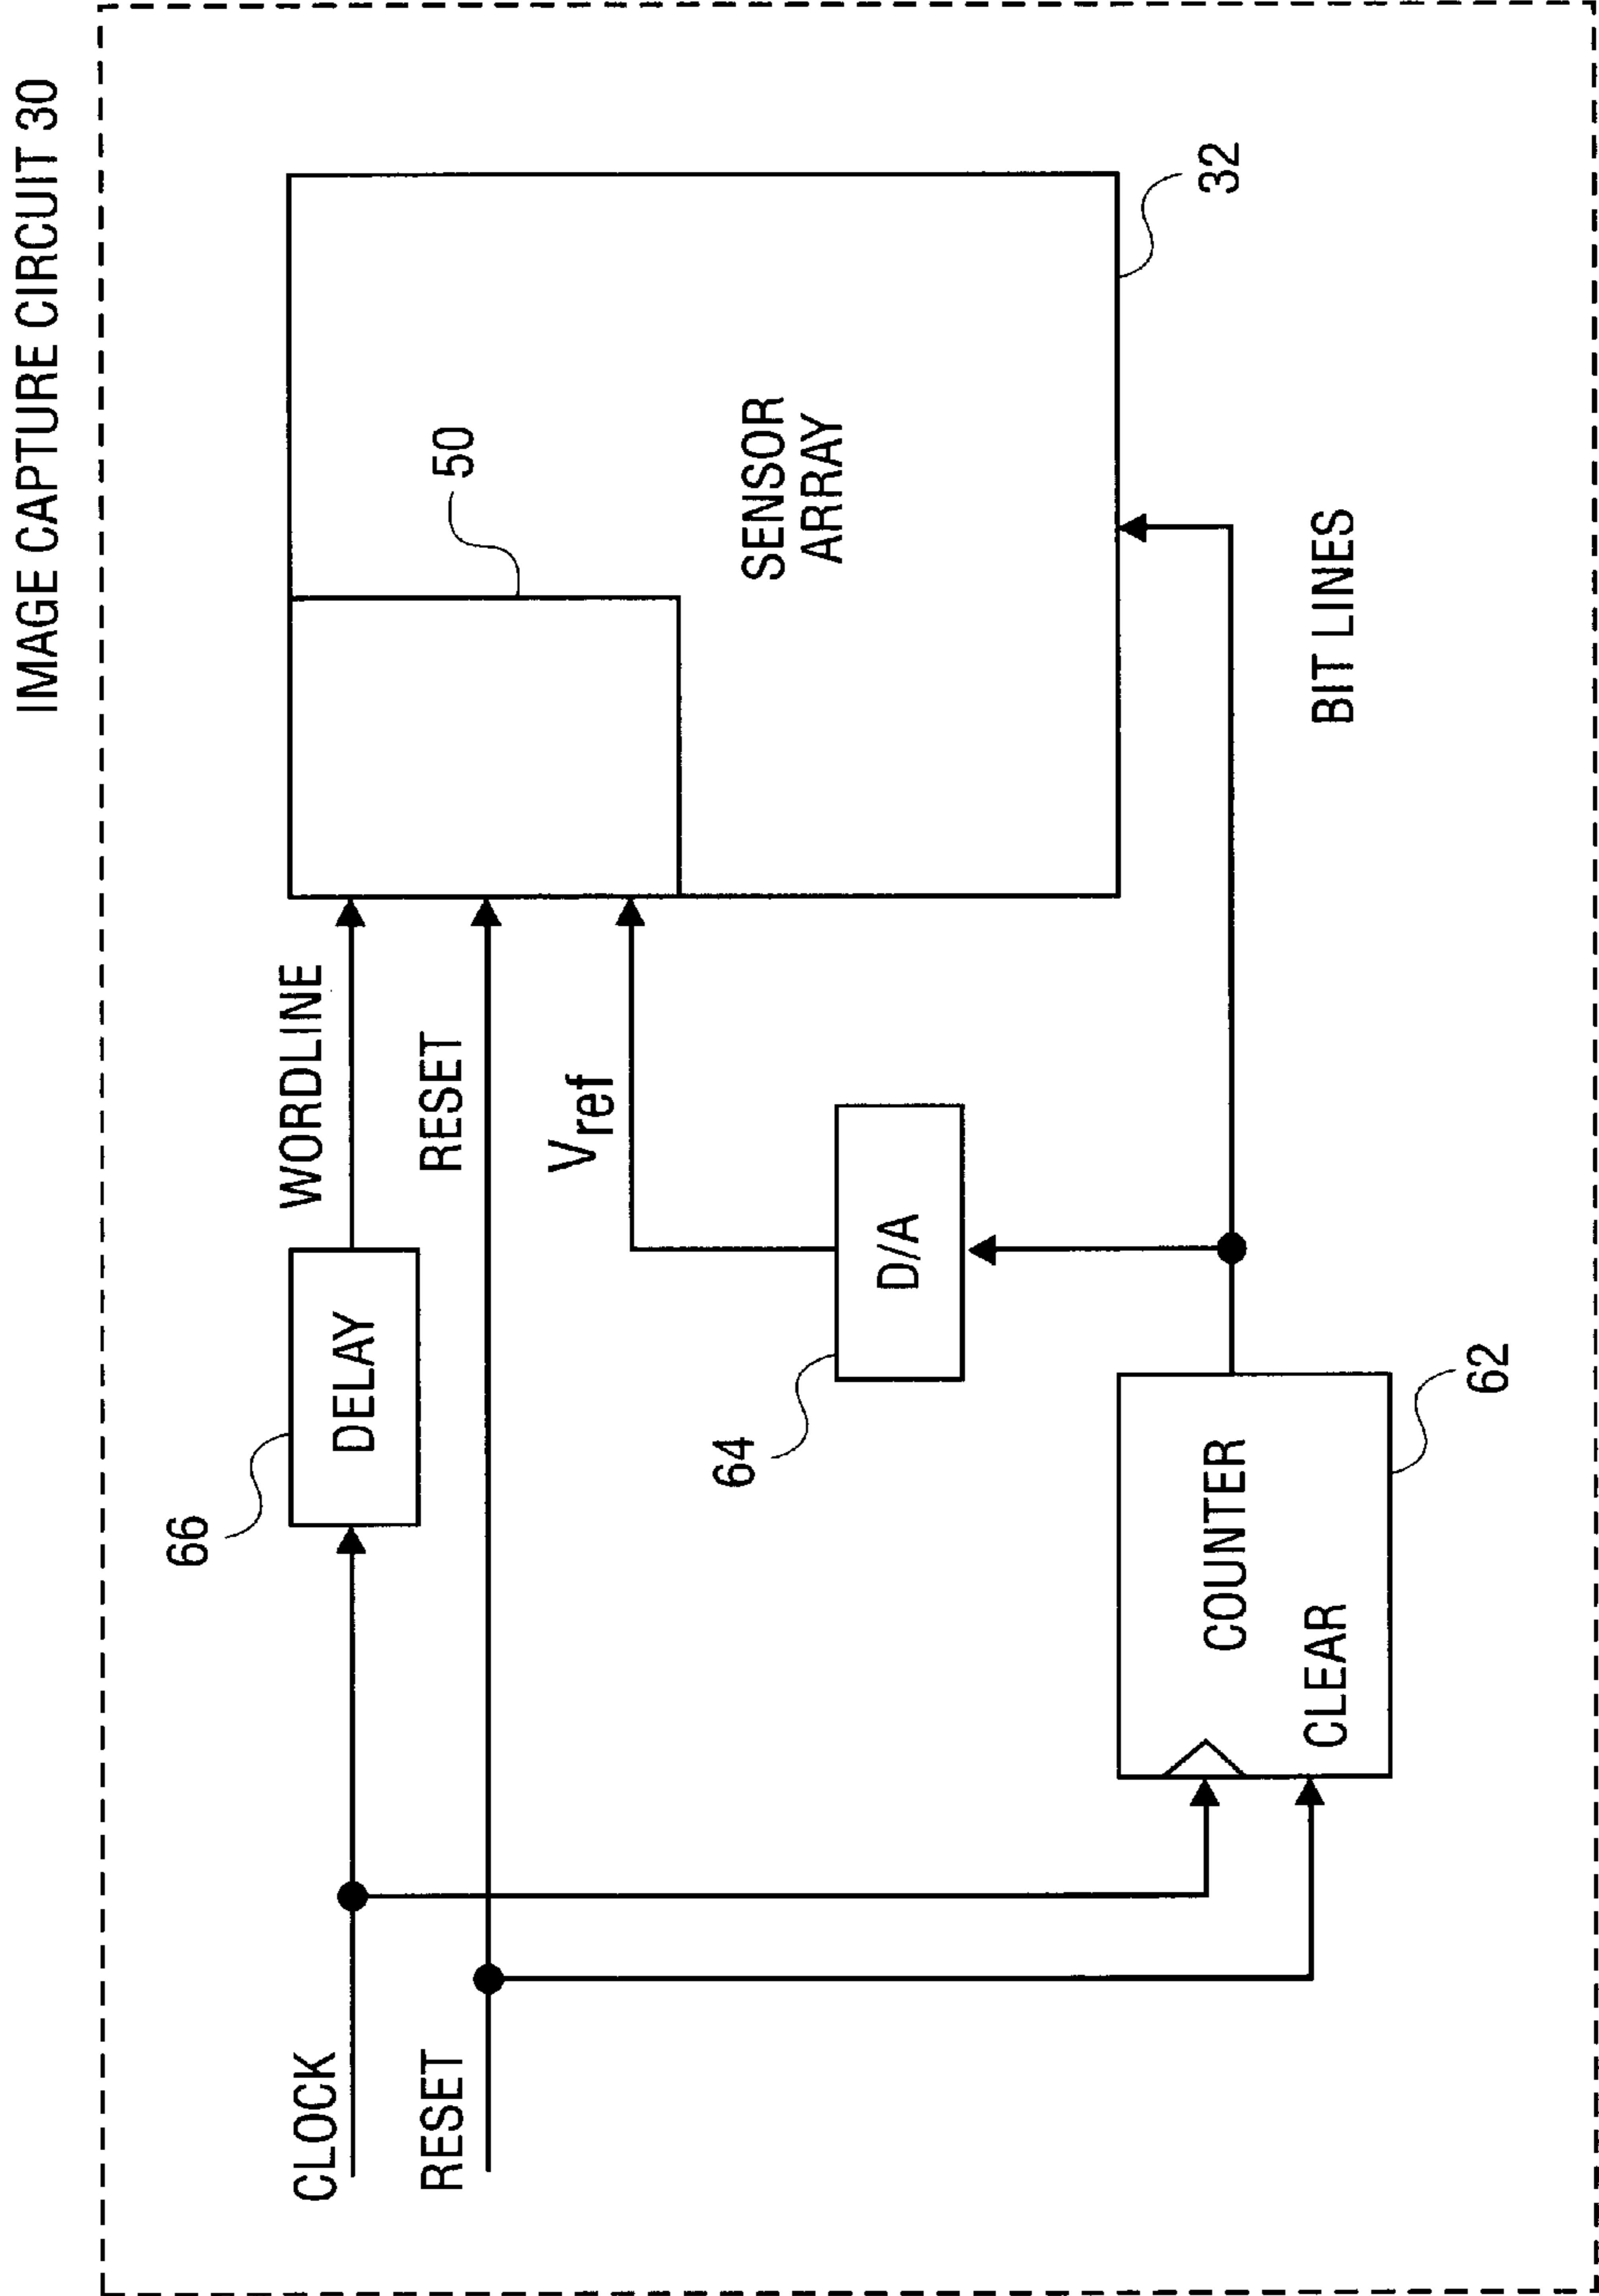 IMAGE CAPTURE CIRCUIT 30
CLOCK
66
DELAY
WORDLINE
RESET
RESET
50
Vref
64
D/A
SENSOR
ARRAY
COUNTER
CLEAR
62
BIT LINES
32